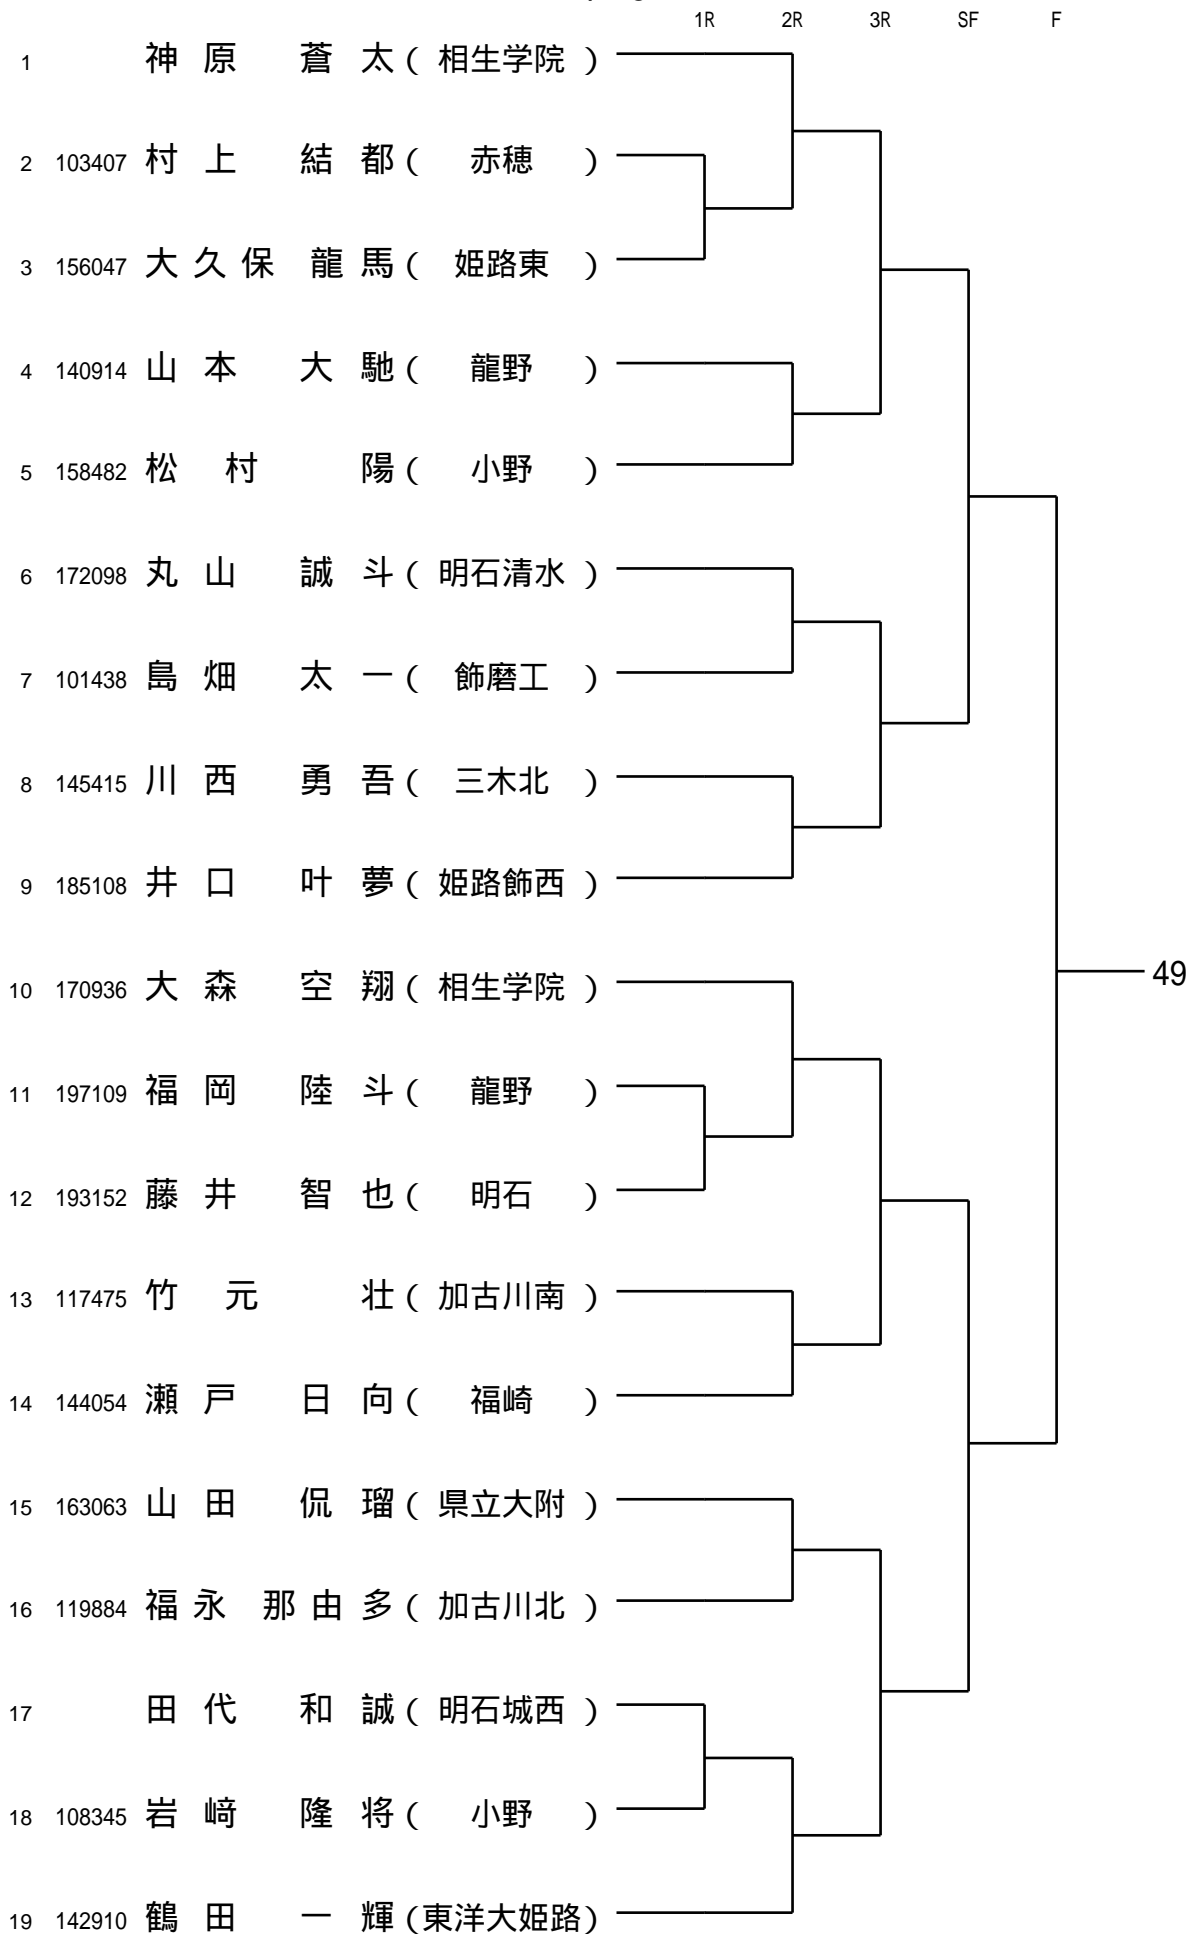 1R 2R 3R SF F
1 神原 蒼太 ( 相生学院 )
2 103407 村上 結都 ( 赤穂 )
3 156047 大久保 龍馬 ( 姫路東 )
4 140914 山本 大馳 ( 龍野 )
5 158482 松村 陽 ( 小野 )
6 172098 丸山 誠斗 ( 明石清水 )
7 101438 島畑 太一 ( 飾磨工 )
8 145415 川西 勇吾 ( 三木北 )
9 185108 井口 叶夢 ( 姫路飾西 )
49
10 170936 大森 空翔 ( 相生学院 )
11 197109 福岡 陸斗 ( 龍野 )
12 193152 藤井 智也 ( 明石 )
13 117475 竹元 壮 ( 加古川南 )
14 144054 瀬戸 日向 ( 福崎 )
15 163063 山田 侃瑠 ( 県立大附 )
16 119884 福永 那由多 ( 加古川北 )
17 田代 和誠 ( 明石城西 )
18 108345 岩﨑 隆将 ( 小野 )
19 142910 鶴田 一輝 (東洋大姫路)